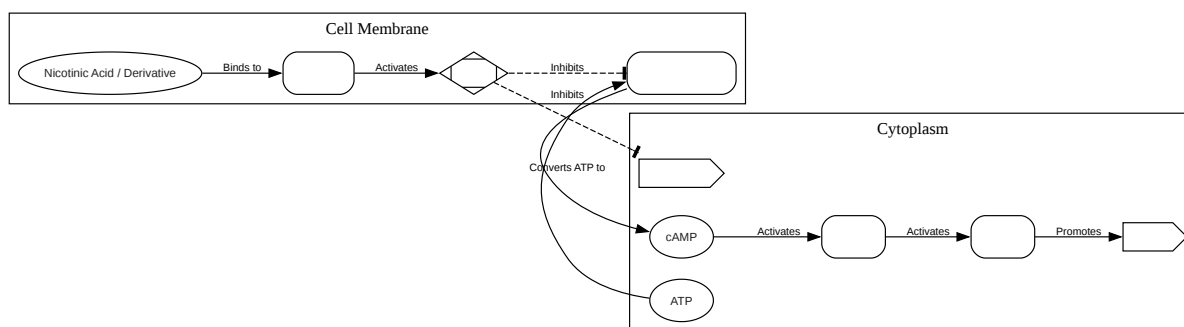 Cell Membrane
Nicotinic Acid / Derivative
Binds to
Activates
Inhibits
Inhibits
Cytoplasm
Converts ATP to
cAMP
Activates
Activates
Promotes
ATP